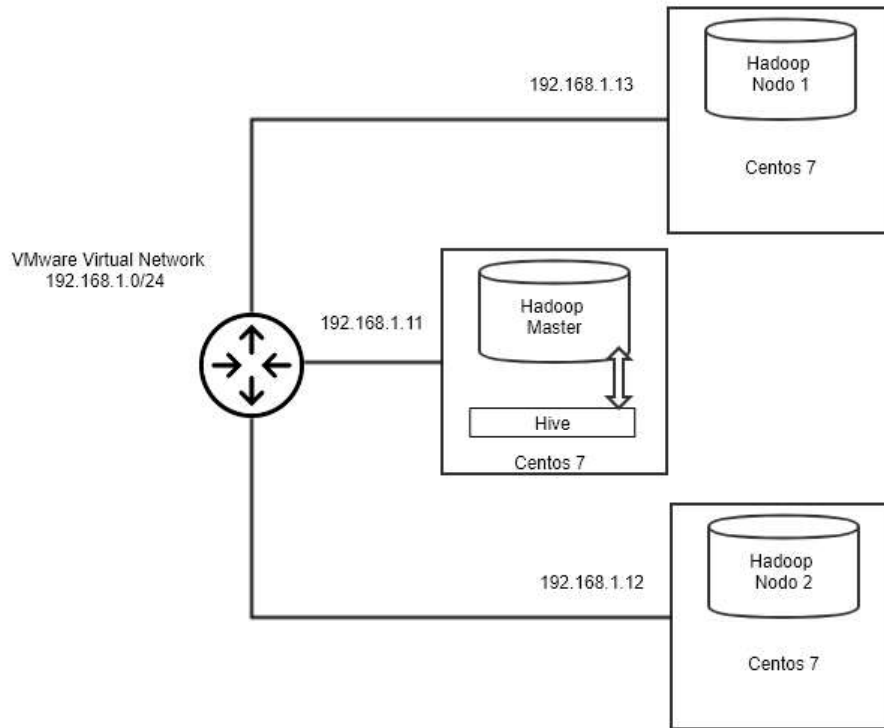 Hadoop
Nodo 1
192.168.1.13
Centos 7
VMware Virtual Network
192.168.1.0/24
192.168.1.11
Hadoop
Master
Hive
Centos 7
Hadoop
Nodo 2
192.168.1.12
Centos 7